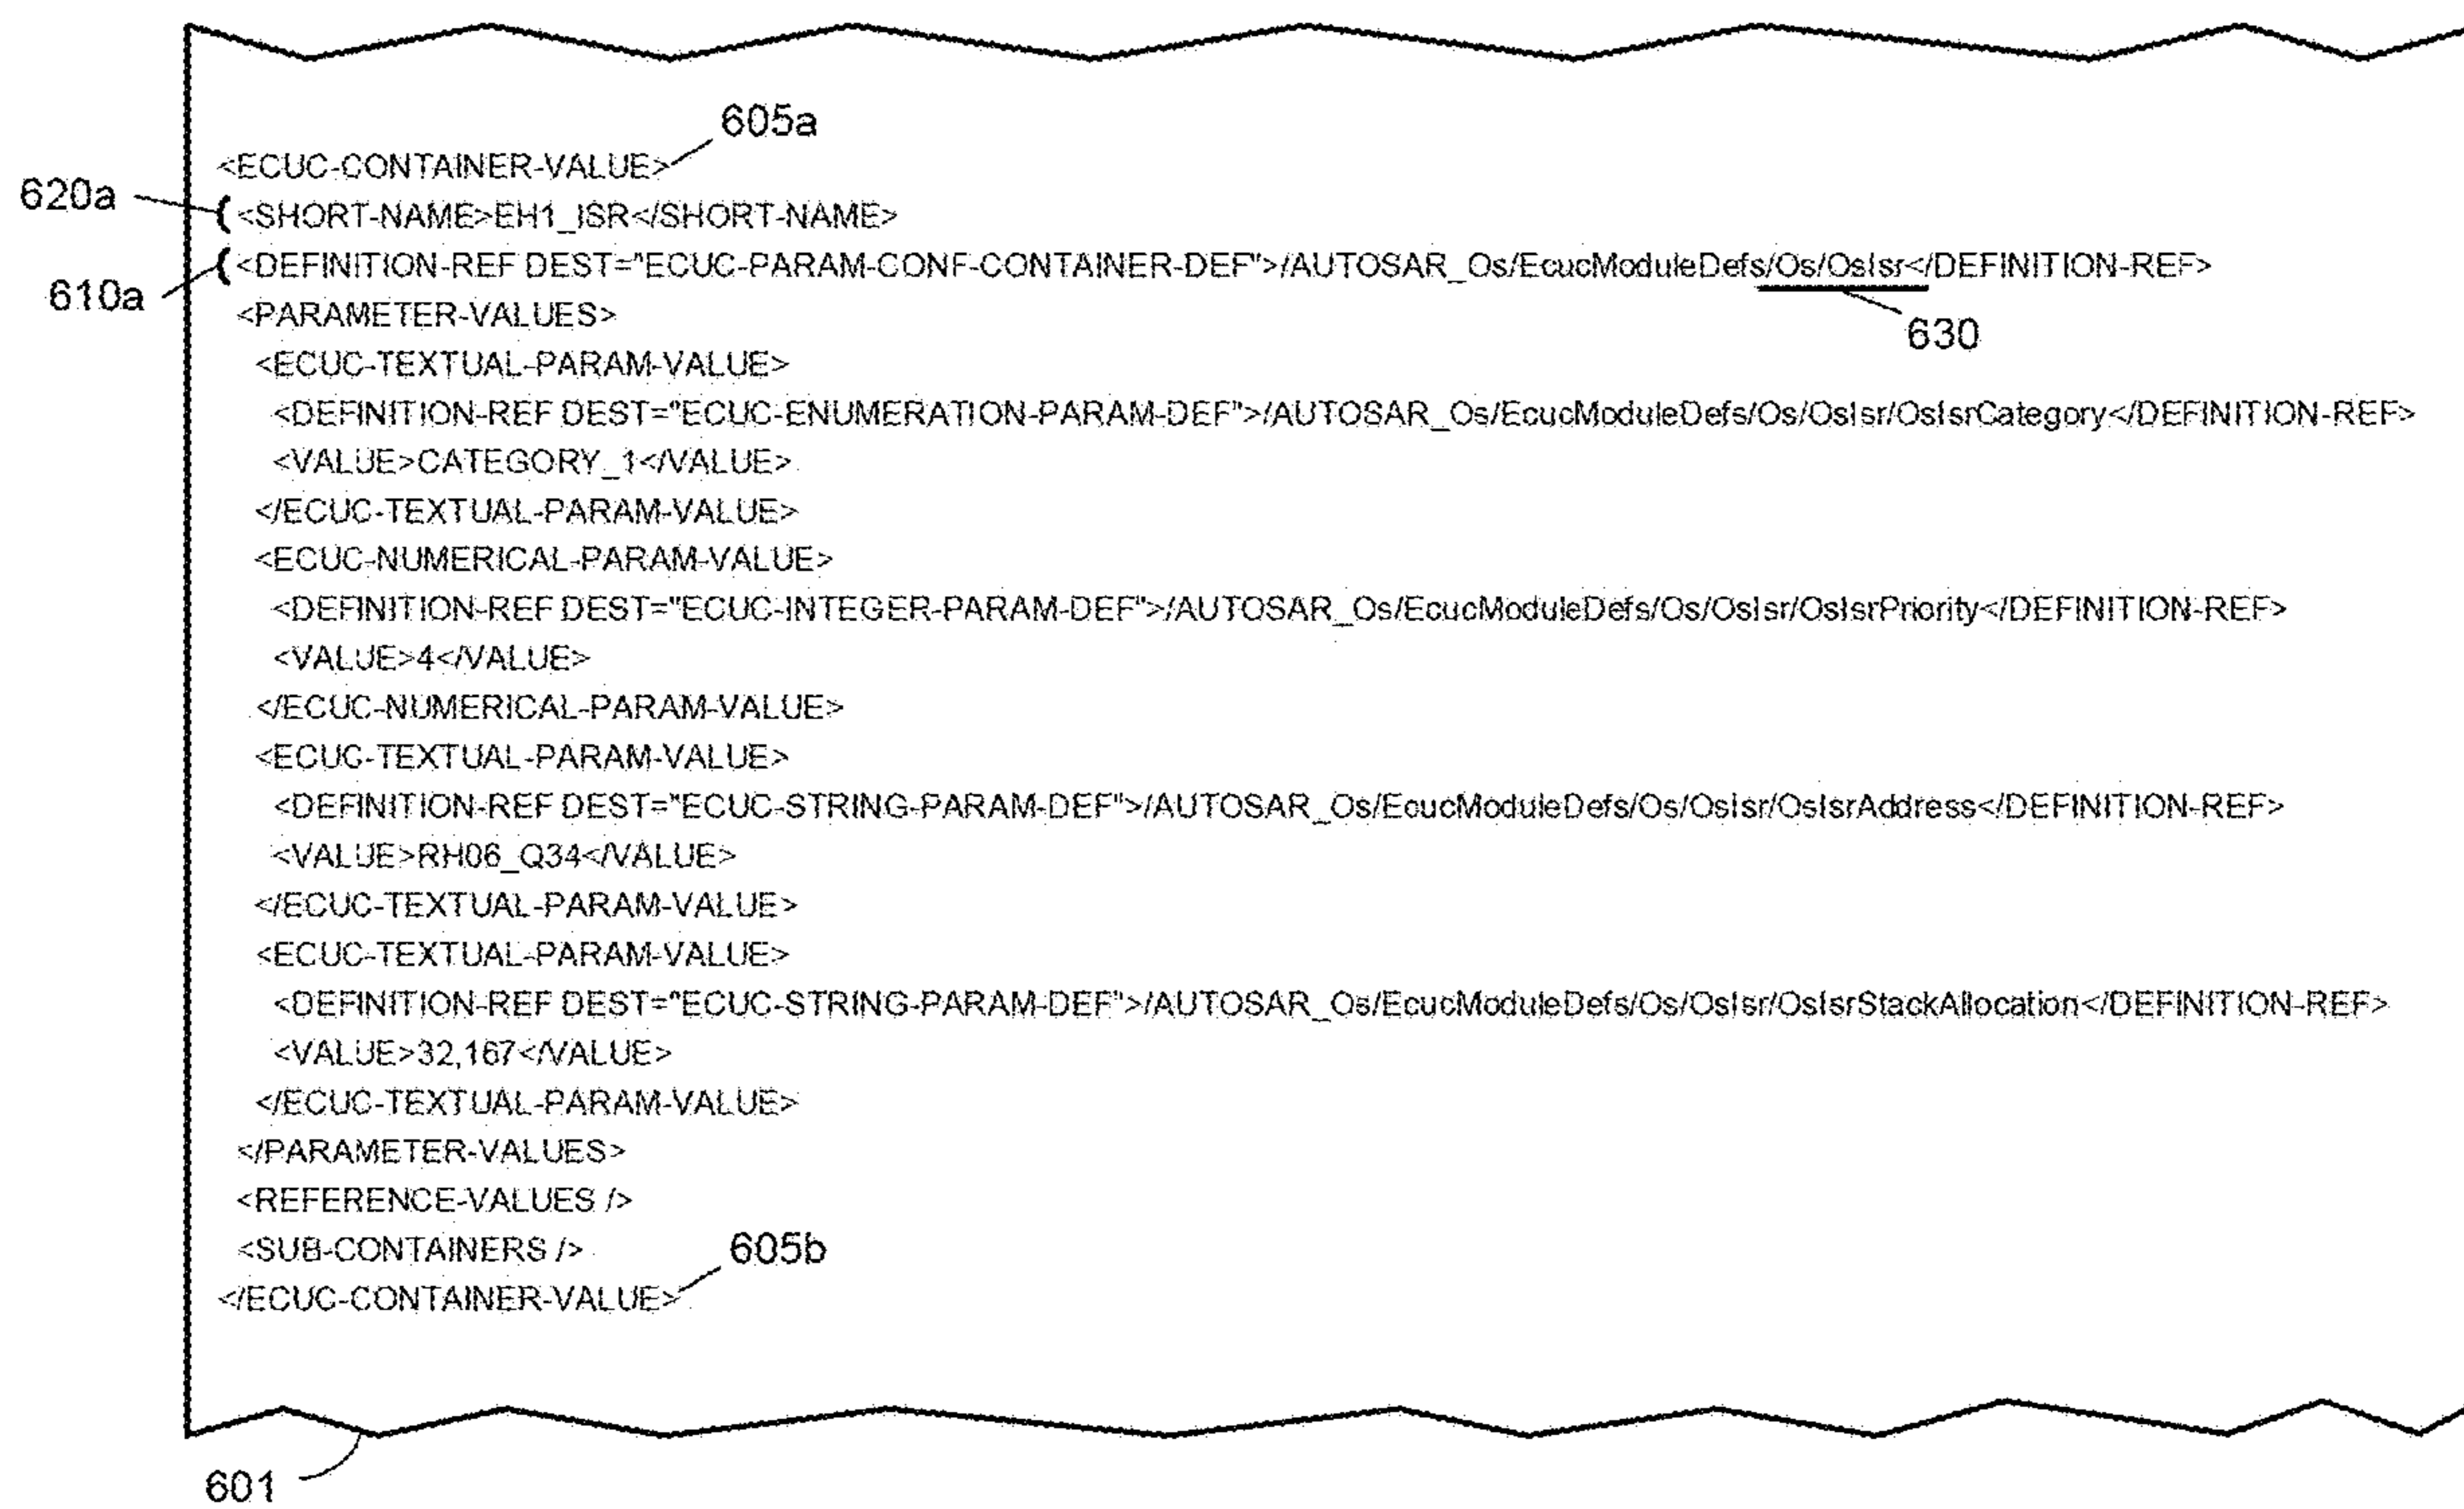 605a
<ECUC-CONTAINER-VALUE>
620a
<SHORT-NAME>EH1_ISR</SHORT-NAME>
610a
<DEFINITION-REF DEST="ECUC-PARAM-CONF-CONTAINER-DEF">/AUTOSAR_Os/EcucModuleDefs/Os/OsIsr</DEFINITION-REF>
630
<PARAMETER-VALUES>
<ECUC-TEXTUAL-PARAM-VALUE>
<DEFINITION-REF DEST="ECUC-ENUMERATION-PARAM-DEF">/AUTOSAR_Os/EcucModuleDefs/Os/OsIsr/OsIsrCategory</DEFINITION-REF>
<VALUE>CATEGORY_1</VALUE>
</ECUC-TEXTUAL-PARAM-VALUE>
<ECUC-NUMERICAL-PARAM-VALUE>
<DEFINITION-REF DEST="ECUC-INTEGER-PARAM-DEF">/AUTOSAR_Os/EcucModuleDefs/Os/OsIsr/OsIsrPriority</DEFINITION-REF>
<VALUE>4</VALUE>
</ECUC-NUMERICAL-PARAM-VALUE>
<ECUC-TEXTUAL-PARAM-VALUE>
<DEFINITION-REF DEST="ECUC-STRING-PARAM-DEF">/AUTOSAR_Os/EcucModuleDefs/Os/OsIsr/OsIsrAddress</DEFINITION-REF>
<VALUE>RH06_Q34</VALUE>
</ECUC-TEXTUAL-PARAM-VALUE>
<ECUC-TEXTUAL-PARAM-VALUE>
<DEFINITION-REF DEST="ECUC-STRING-PARAM-DEF">/AUTOSAR_Os/EcucModuleDefs/Os/OsIsr/OsIsrStackAllocation</DEFINITION-REF>
<VALUE>32,167</VALUE>
</ECUC-TEXTUAL-PARAM-VALUE>
</PARAMETER-VALUES>
<REFERENCE-VALUES />
<SUB-CONTAINERS />
605b
</ECUC-CONTAINER-VALUE>
601